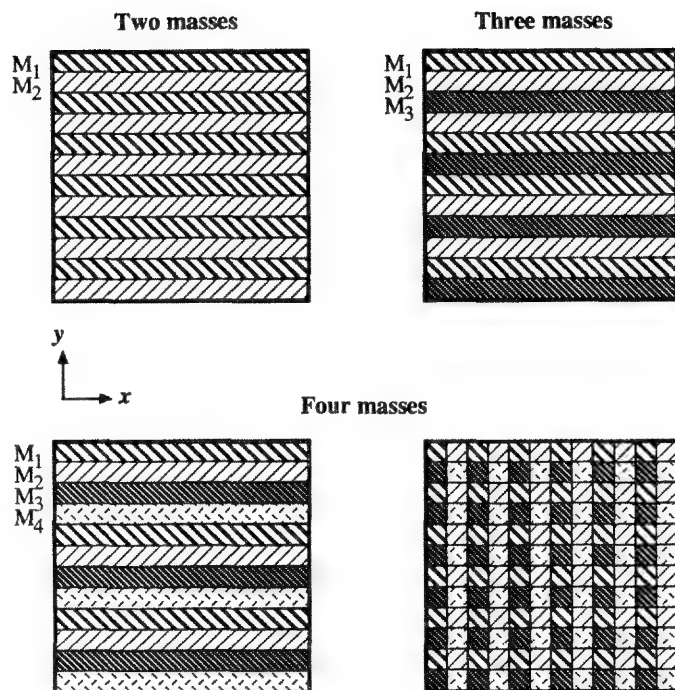 Two masses
Three masses
M1
M2
M1
M2
M3
y
x
Four masses
M1
M2
M3
M4